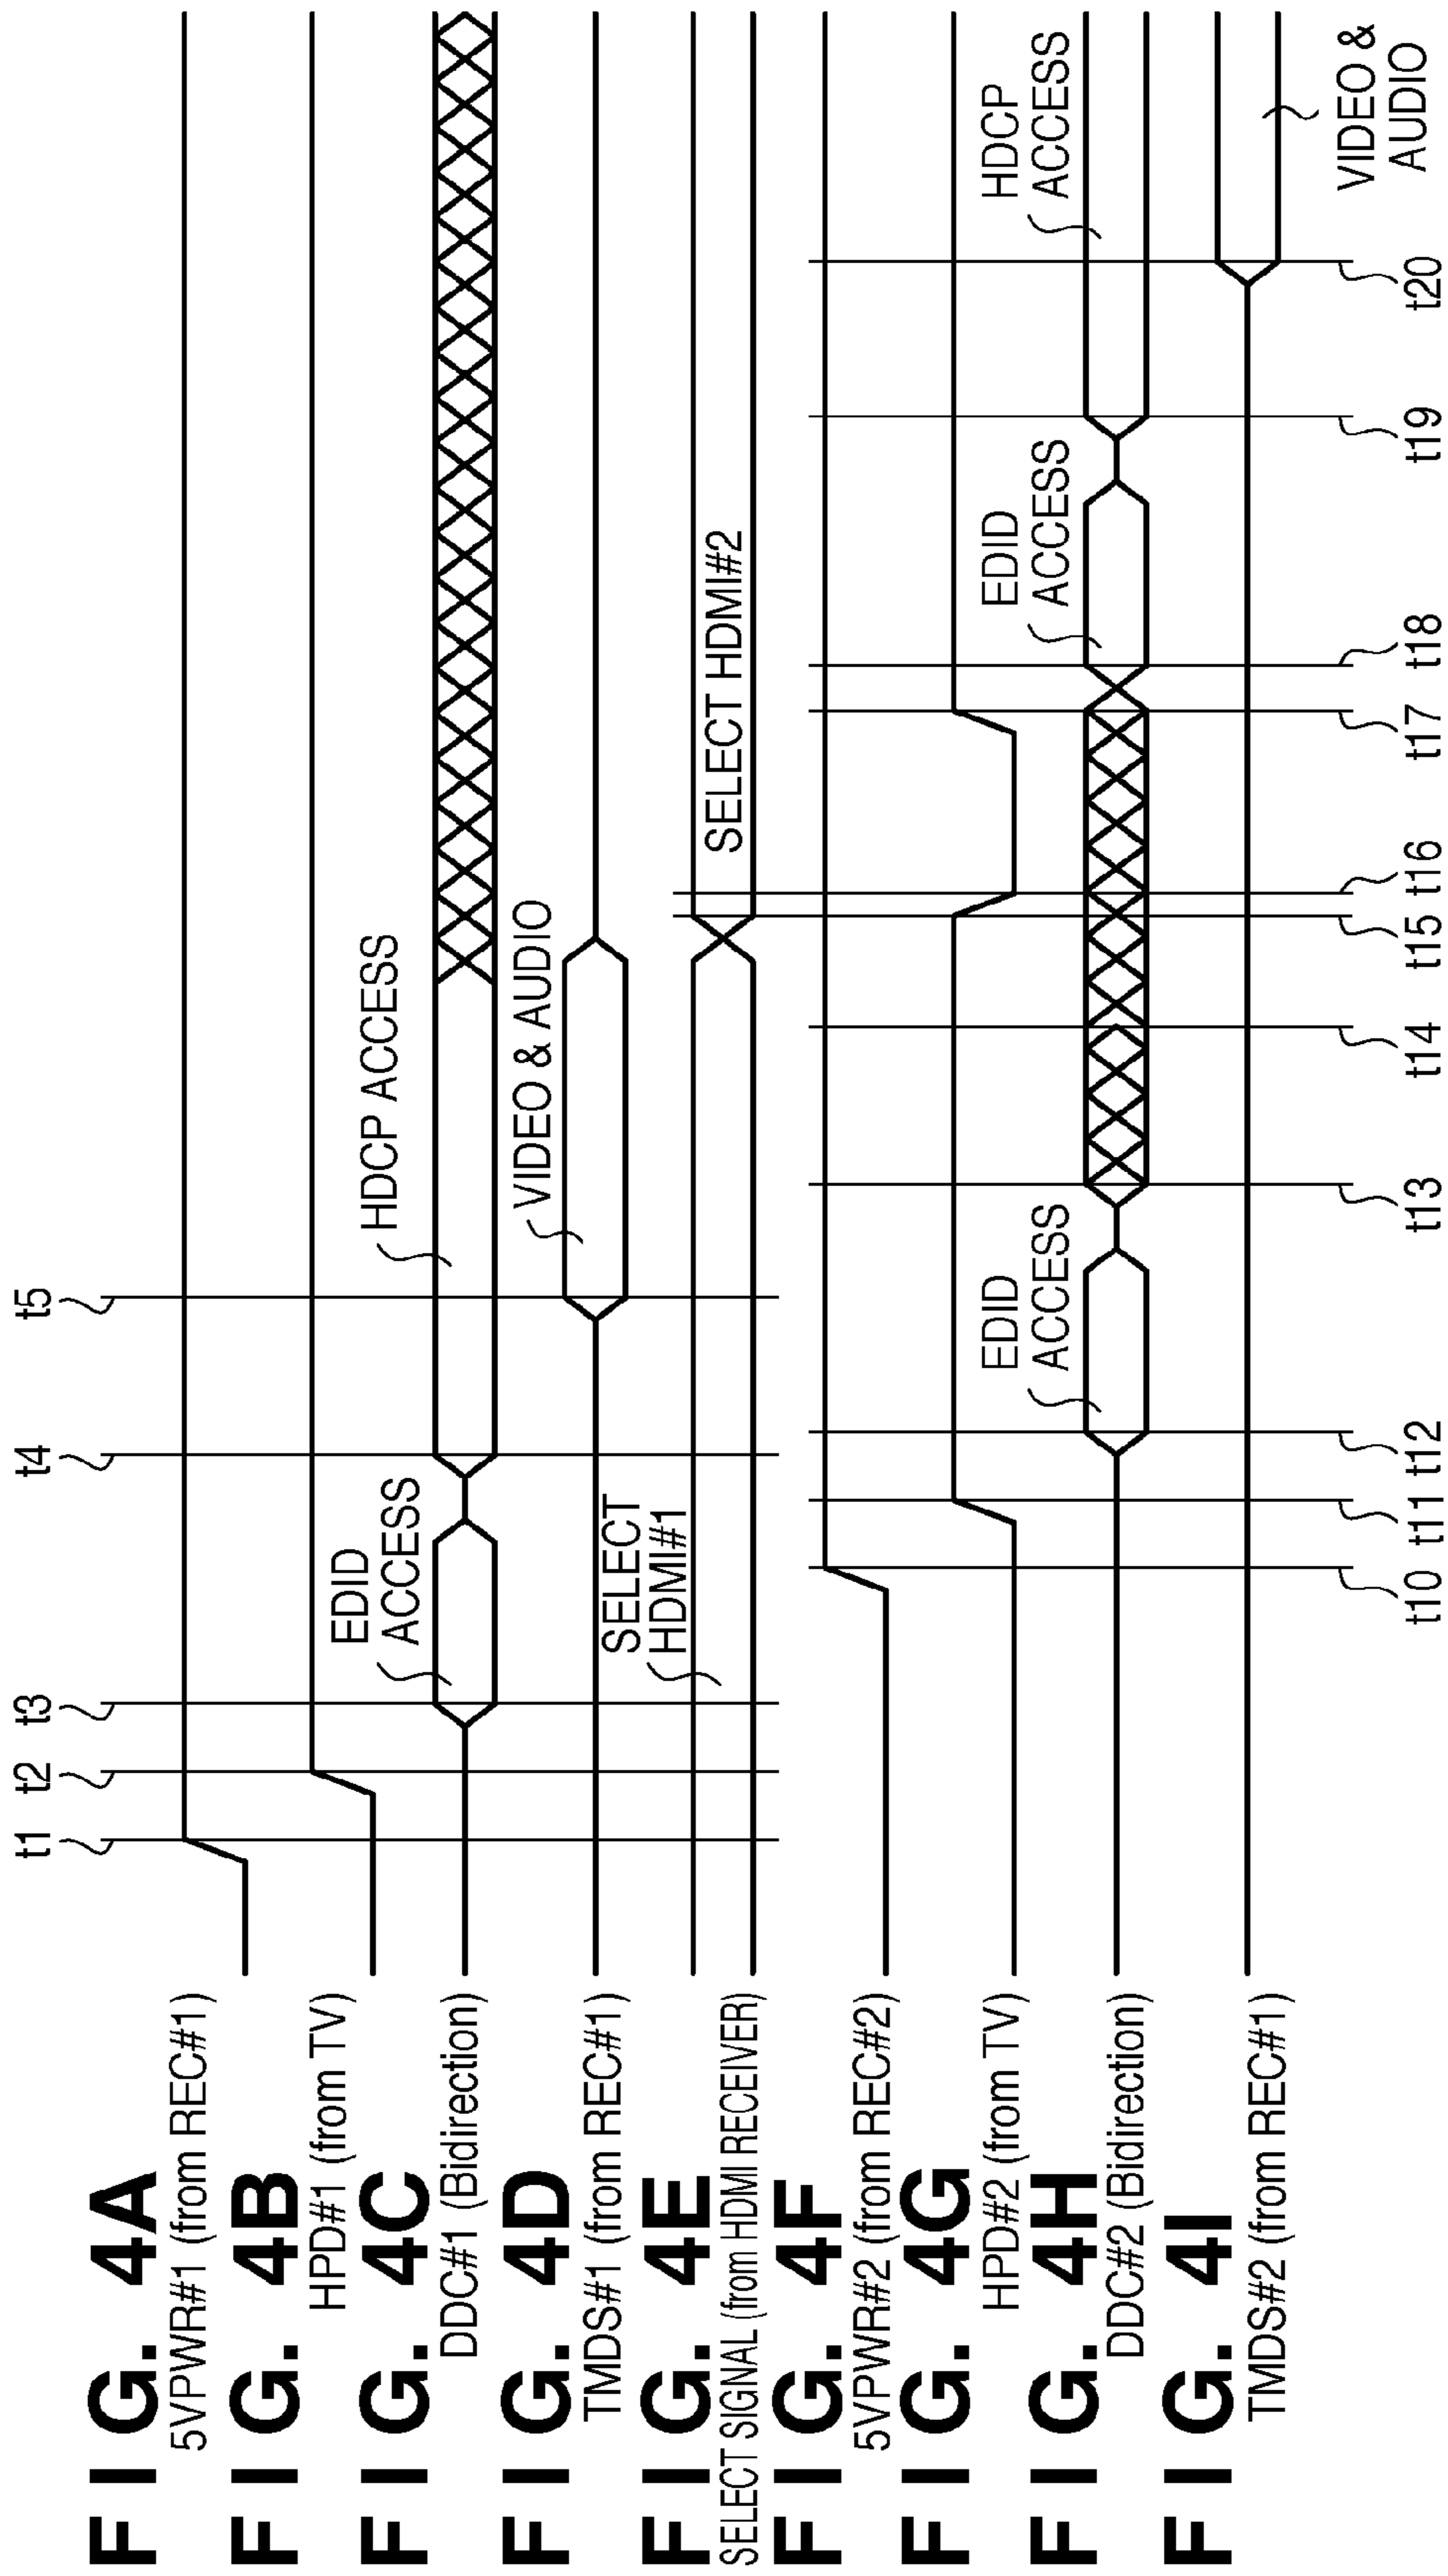 t1
t2
t3
t4
t5
FIG. 4A
5VPWR#1 (from REC#1)
FIG. 4B
HPD#1 (from TV)
FIG. 4C
DDC#1 (Bidirection)
EDID
ACCESS
HDCP ACCESS
FIG. 4D
TMDS#1 (from REC#1)
VIDEO & AUDIO
FIG. 4E
SELECT SIGNAL (from HDMI RECEIVER)
SELECT
HDMI#1
SELECT HDMI#2
FIG. 4F
5VPWR#2 (from REC#2)
FIG. 4G
HPD#2 (from TV)
FIG. 4H
DDC#2 (Bidirection)
EDID
ACCESS
EDID
ACCESS
HDCP
ACCESS
FIG. 4I
TMDS#2 (from REC#1)
VIDEO &
AUDIO
t10
t11
t12
t13
t14
t15
t16
t17
t18
t19
t20